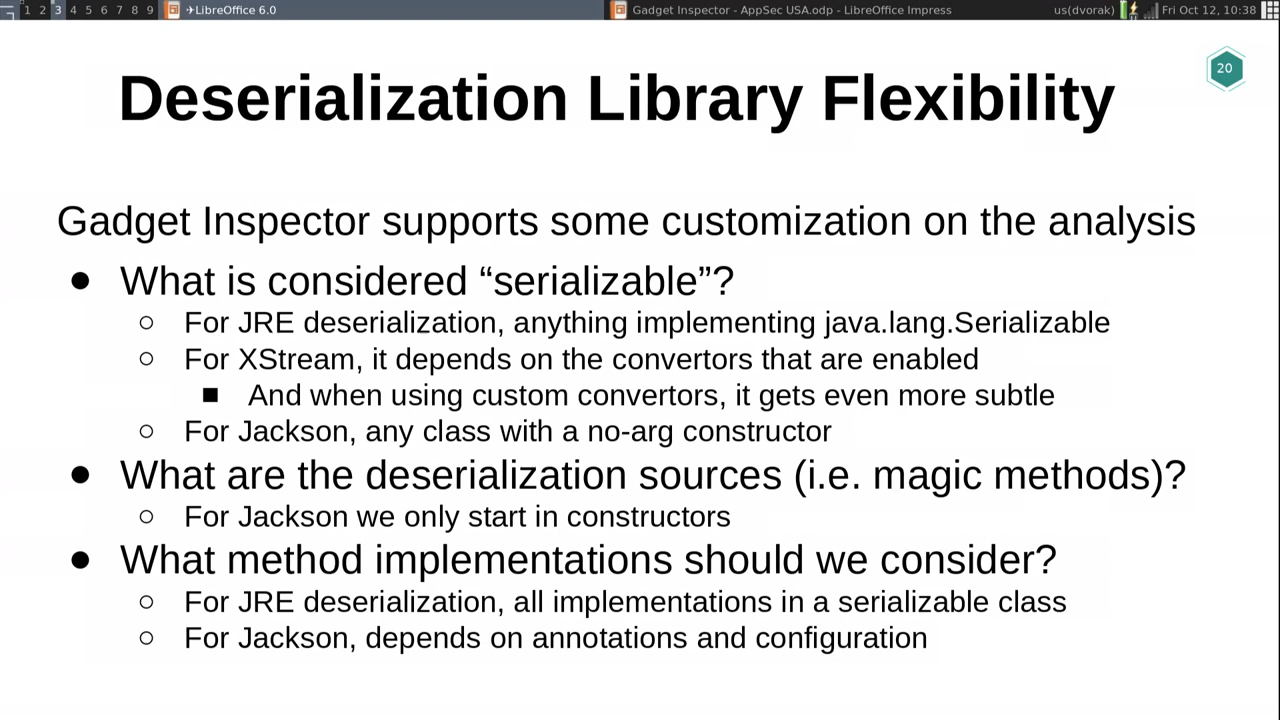 1 2 3 4 5 6 7 8 9 ✈LibreOffice 6.0 Gadget Inspector - AppSec USA.odp - LibreOffice Impress us(dvorak) Fri Oct 12, 10:38
20
Deserialization Library Flexibility
Gadget Inspector supports some customization on the analysis
● What is considered “serializable”?
○ For JRE deserialization, anything implementing java.lang.Serializable
○ For XStream, it depends on the convertors that are enabled
■ And when using custom convertors, it gets even more subtle
○ For Jackson, any class with a no-arg constructor
● What are the deserialization sources (i.e. magic methods)?
○ For Jackson we only start in constructors
● What method implementations should we consider?
○ For JRE deserialization, all implementations in a serializable class
○ For Jackson, depends on annotations and configuration